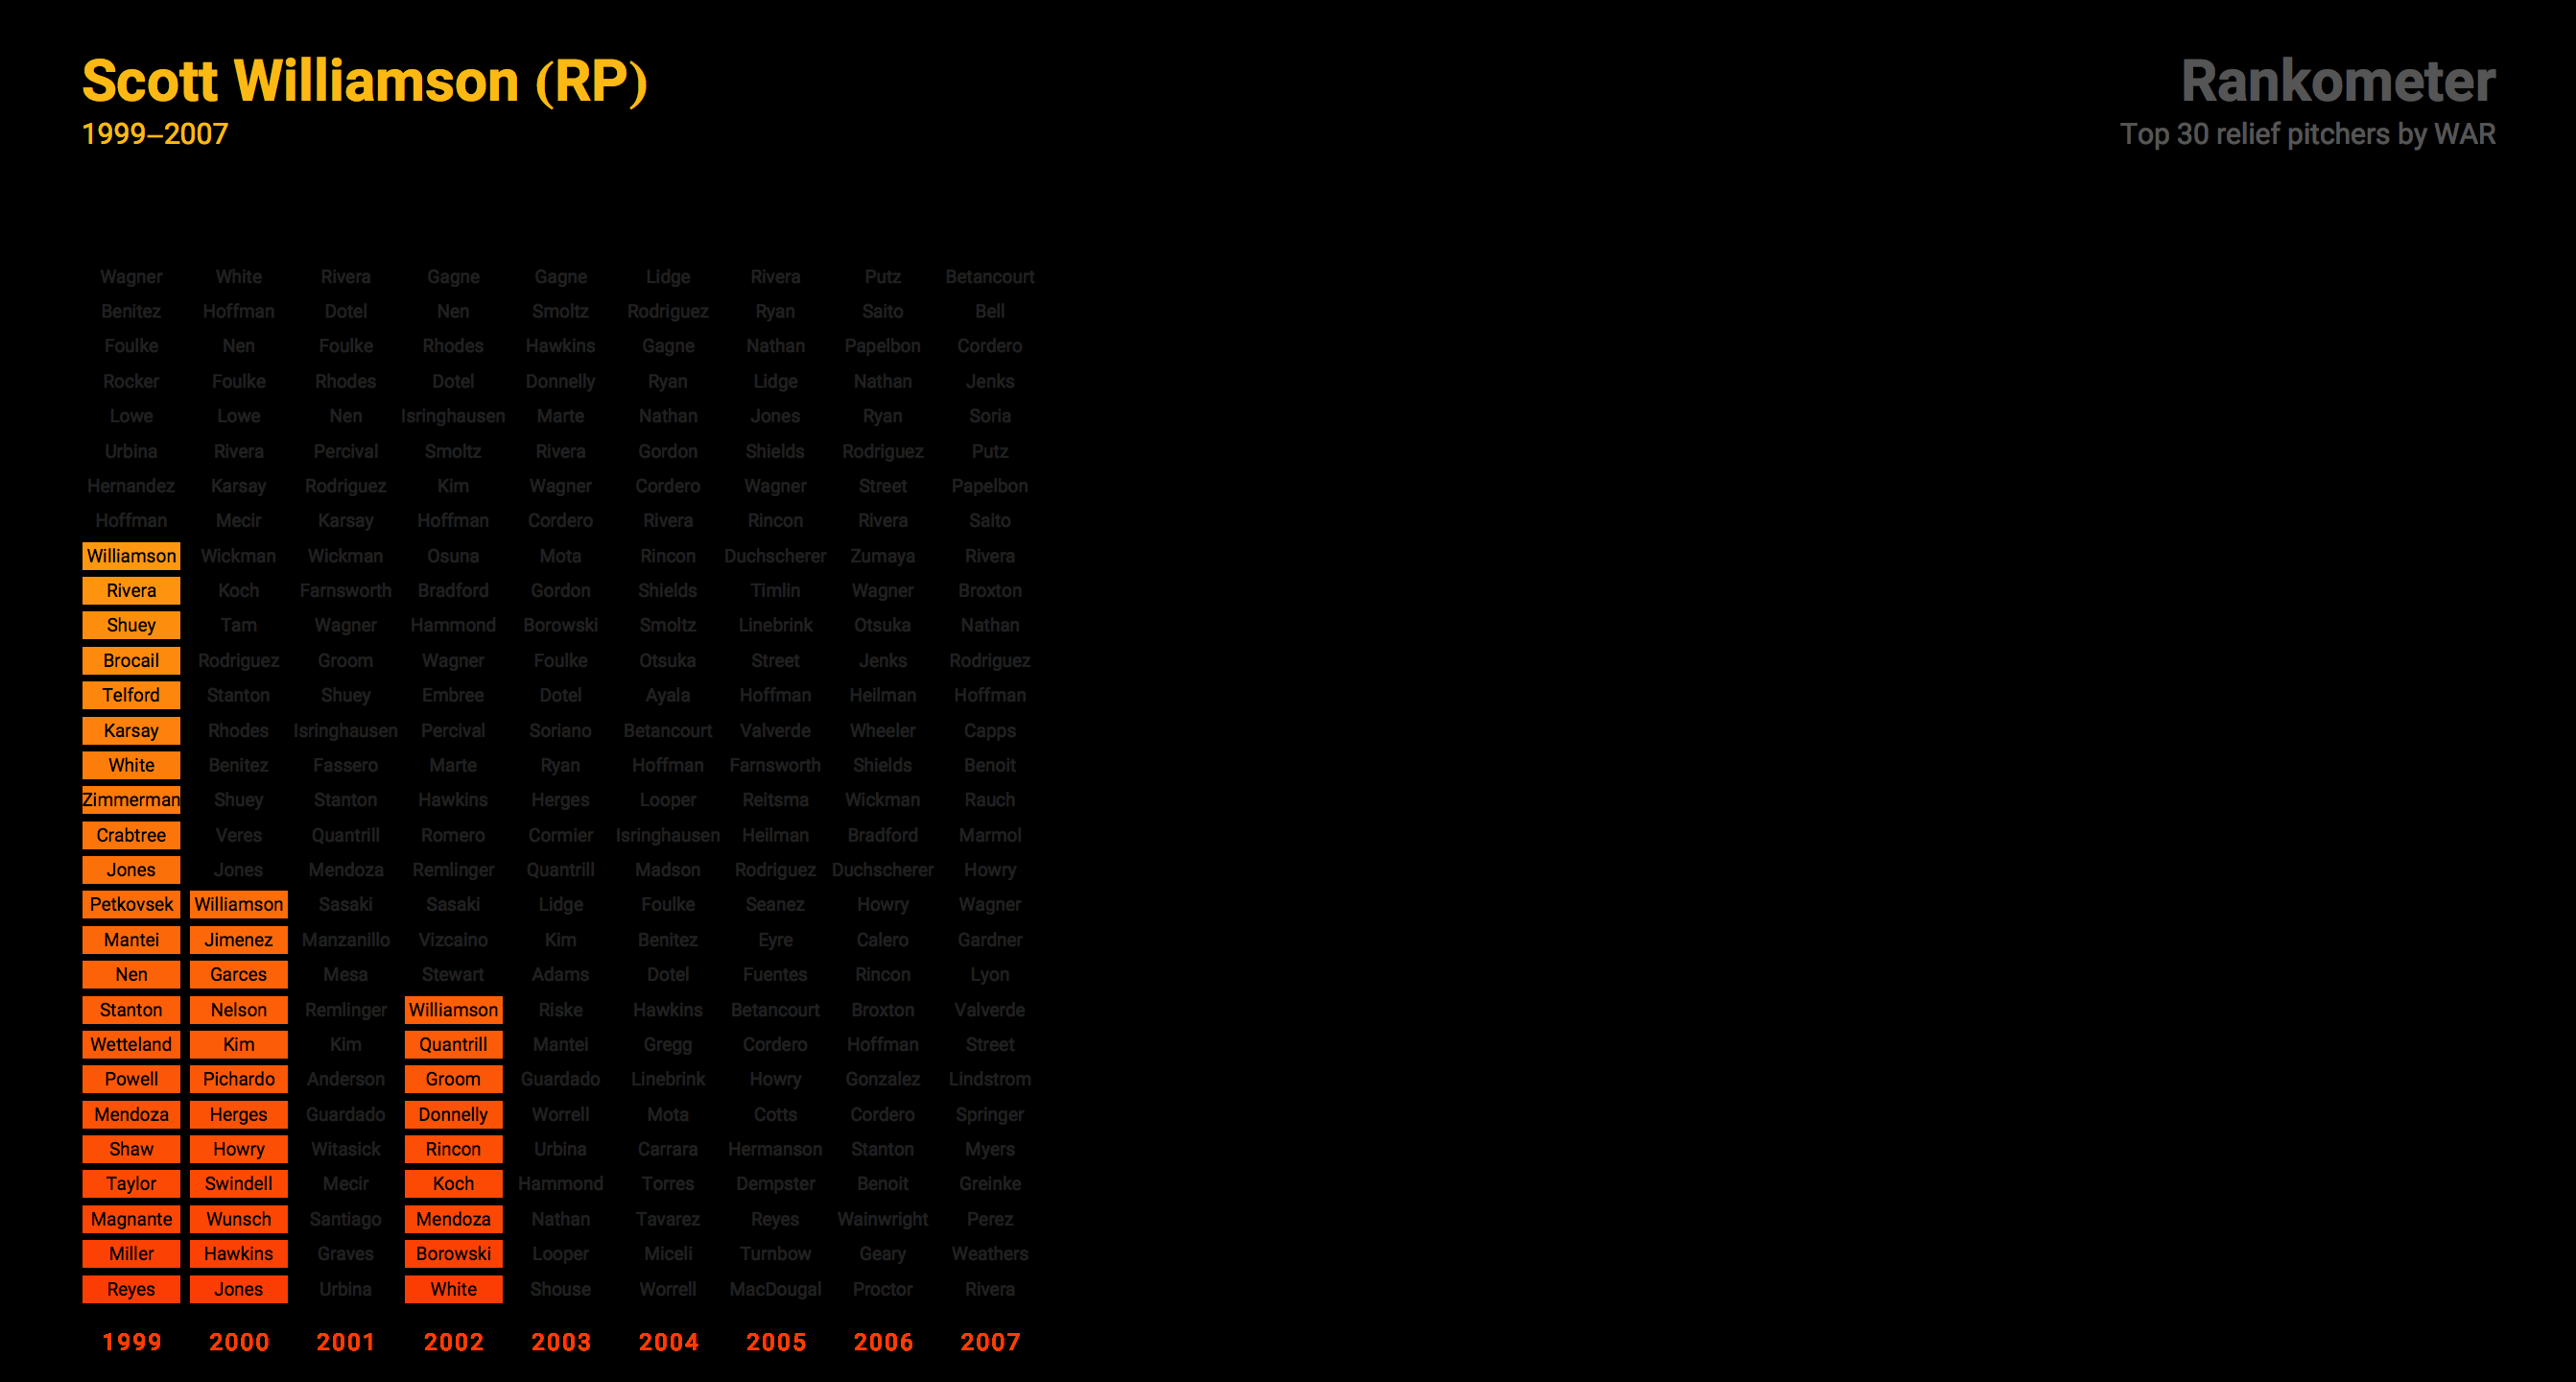 Scott Williamson (RP)
1999–2007
Rankometer
Top 30 relief pitchers by WAR
Wagner White Rivera Gagne Gagne Lidge Rivera Putz Betancourt
Benitez Hoffman Dotel Nen Smoltz Rodriguez Ryan Saito Bell
Foulke Nen Foulke Rhodes Hawkins Gagne Nathan Papelbon Cordero
Rocker Foulke Rhodes Dotel Donnelly Ryan Lidge Nathan Jenks
Lowe Lowe Nen Isringhausen Marte Nathan Jones Ryan Soria
Urbina Rivera Percival Smoltz Rivera Gordon Shields Rodriguez Putz
Hernandez Karsay Rodriguez Kim Wagner Cordero Wagner Street Papelbon
Hoffman Mecir Karsay Hoffman Cordero Rivera Rincon Rivera Saito
Williamson Wickman Wickman Osuna Mota Rincon Duchscherer Zumaya Rivera
Rivera Koch Farnsworth Bradford Gordon Shields Timlin Wagner Broxton
Shuey Tam Wagner Hammond Borowski Smoltz Linebrink Otsuka Nathan
Brocail Rodriguez Groom Wagner Foulke Otsuka Street Jenks Rodriguez
Telford Stanton Shuey Embree Dotel Ayala Hoffman Heilman Hoffman
Karsay Rhodes Isringhausen Percival Soriano Betancourt Valverde Wheeler Capps
White Benitez Fassero Marte Ryan Hoffman Farnsworth Shields Benoit
Zimmerman Shuey Stanton Hawkins Herges Looper Reitsma Wickman Rauch
Crabtree Veres Quantrill Romero Cormier Isringhausen Heilman Bradford Marmol
Jones Jones Mendoza Remlinger Quantrill Madson Rodriguez Duchscherer Howry
Petkovsek Williamson Sasaki Sasaki Lidge Foulke Seanez Howry Wagner
Mantei Jimenez Manzanillo Vizcaino Kim Benitez Eyre Calero Gardner
Nen Garces Mesa Stewart Adams Dotel Fuentes Rincon Lyon
Stanton Nelson Remlinger Williamson Riske Hawkins Betancourt Broxton Valverde
Wetteland Kim Kim Quantrill Mantei Gregg Cordero Hoffman Street
Powell Pichardo Anderson Groom Guardado Linebrink Howry Gonzalez Lindstrom
Mendoza Herges Guardado Donnelly Worrell Mota Cotts Cordero Springer
Shaw Howry Witasick Rincon Urbina Carrara Hermanson Stanton Myers
Taylor Swindell Mecir Koch Hammond Torres Dempster Benoit Greinke
Magnante Wunsch Santiago Mendoza Nathan Tavarez Reyes Wainwright Perez
Miller Hawkins Graves Borowski Looper Miceli Turnbow Geary Weathers
Reyes Jones Urbina White Shouse Worrell MacDougal Proctor Rivera
1999 2000 2001 2002 2003 2004 2005 2006 2007